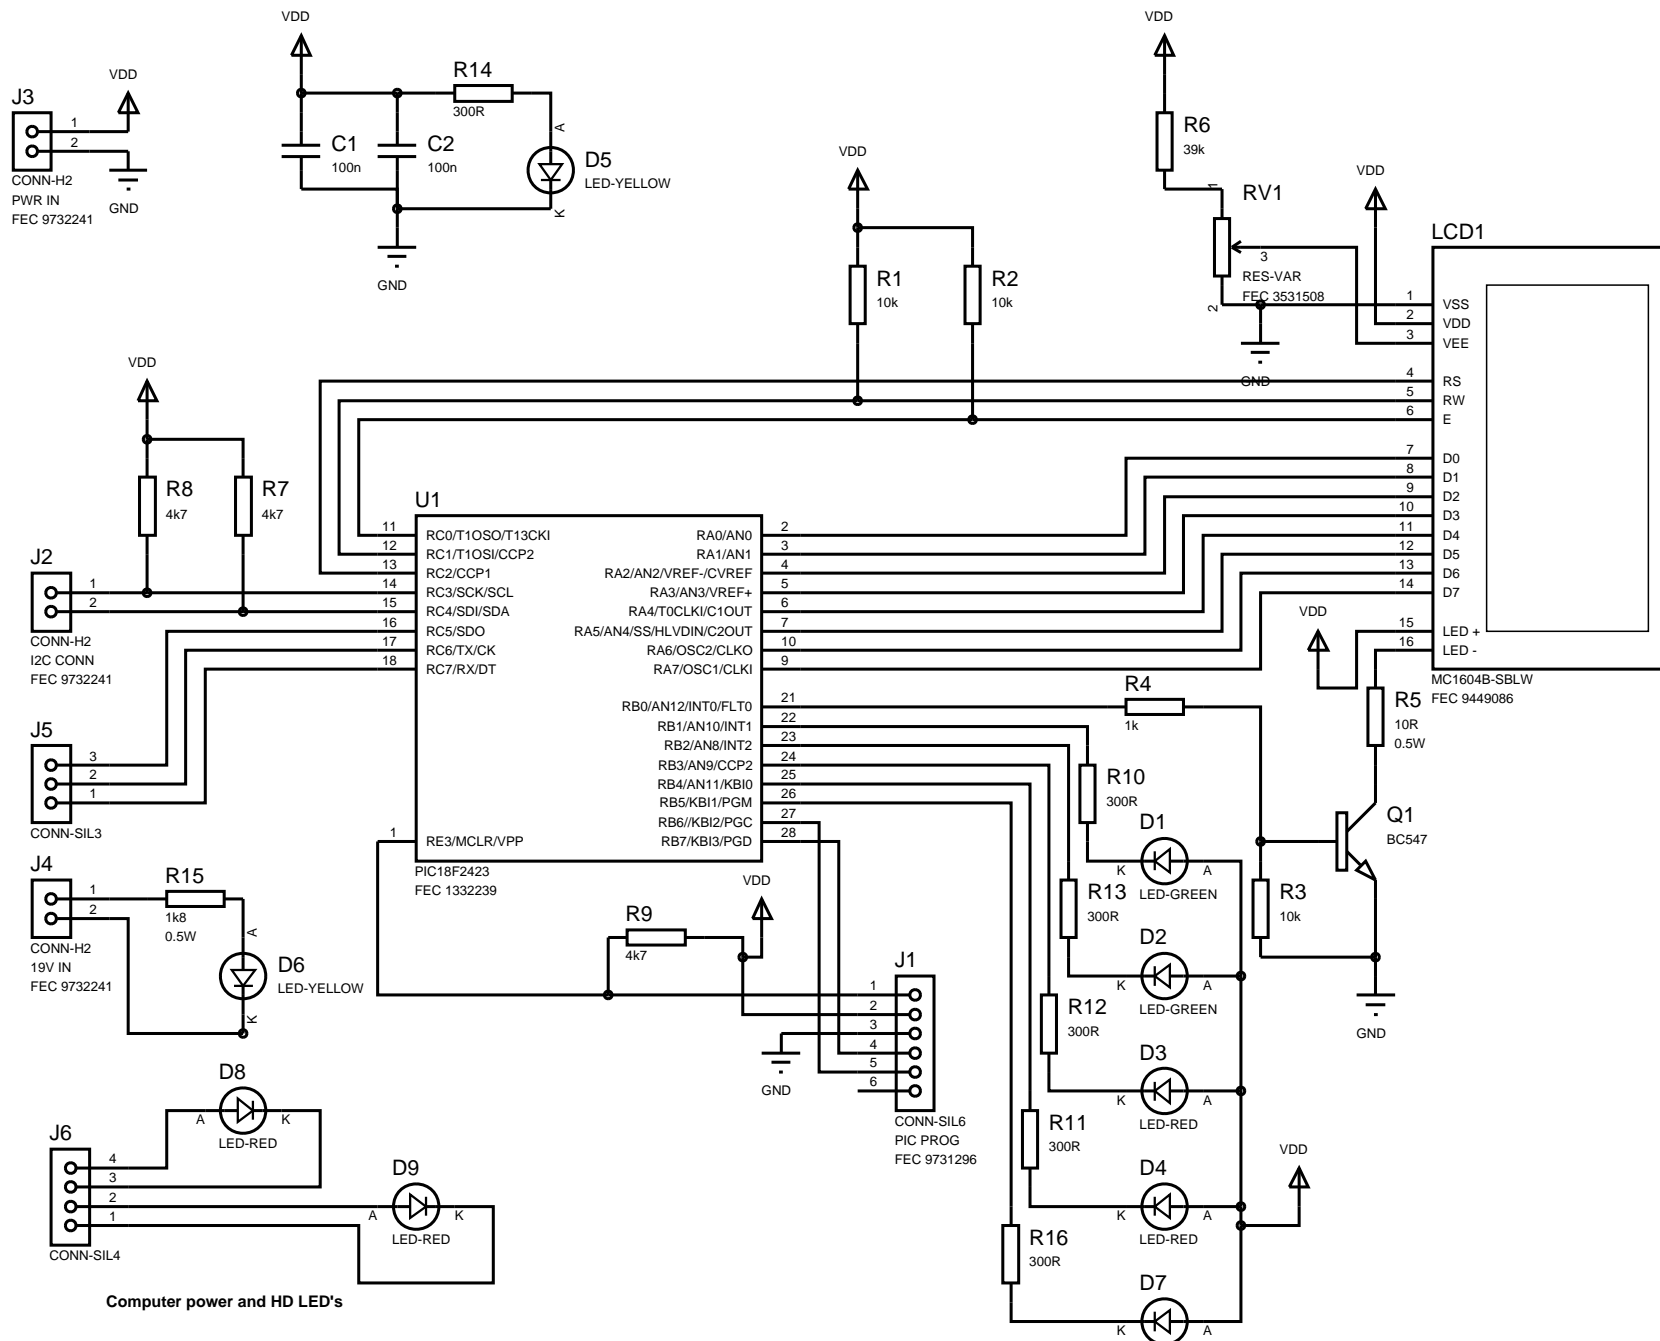 VDD
VDD
J3
VDD
1
2
CONN-H2
PWR IN
FEC 9732241
GND
R14
300R
C1
100n
C2
100n
A
D5
LED-YELLOW
K
GND
R6
39k
1
RV1
3
RES-VAR
FEC 3531508
2
GND
VDD
VDD
R1
10k
R2
10k
LCD1
1 VSS
2 VDD
3 VEE
4 RS
5 RW
6 E
7 D0
8 D1
9 D2
10 D3
11 D4
12 D5
13 D6
14 D7
15 LED +
16 LED -
MC1604B-SBLW
FEC 9449086
VDD
VDD
R8
4k7
R7
4k7
J2
1
2
CONN-H2
I2C CONN
FEC 9732241
J5
3
2
1
CONN-SIL3
U1
11 RC0/T1OSO/T13CKI
12 RC1/T1OSI/CCP2
13 RC2/CCP1
14 RC3/SCK/SCL
15 RC4/SDI/SDA
16 RC5/SDO
17 RC6/TX/CK
18 RC7/RX/DT
1 RE3/MCLR/VPP
RA0/AN0 2
RA1/AN1 3
RA2/AN2/VREF-/CVREF 4
RA3/AN3/VREF+ 5
RA4/T0CLKI/C1OUT 6
RA5/AN4/SS/HLVDIN/C2OUT 7
RA6/OSC2/CLKO 10
RA7/OSC1/CLKI 9
RB0/AN12/INT0/FLT0 21
RB1/AN10/INT1 22
RB2/AN8/INT2 23
RB3/AN9/CCP2 24
RB4/AN11/KBI0 25
RB5/KBI1/PGM 26
RB6//KBI2/PGC 27
RB7/KBI3/PGD 28
PIC18F2423
FEC 1332239
R4
1k
R5
10R
0.5W
Q1
BC547
R3
10k
GND
J4
1
2
CONN-H2
19V IN
FEC 9732241
R15
1k8
0.5W
A
D6
LED-YELLOW
K
VDD
R9
4k7
J1
1
2
3
4
5
6
GND
CONN-SIL6
PIC PROG
FEC 9731296
R10
300R
D1
K A
LED-GREEN
R13
300R
D2
K A
LED-GREEN
R12
300R
D3
K A
LED-RED
R11
300R
D4
K A
LED-RED
VDD
R16
300R
D7
K A
D8
A K
LED-RED
J6
4
3
2
1
CONN-SIL4
D9
A K
LED-RED
Computer power and HD LED's